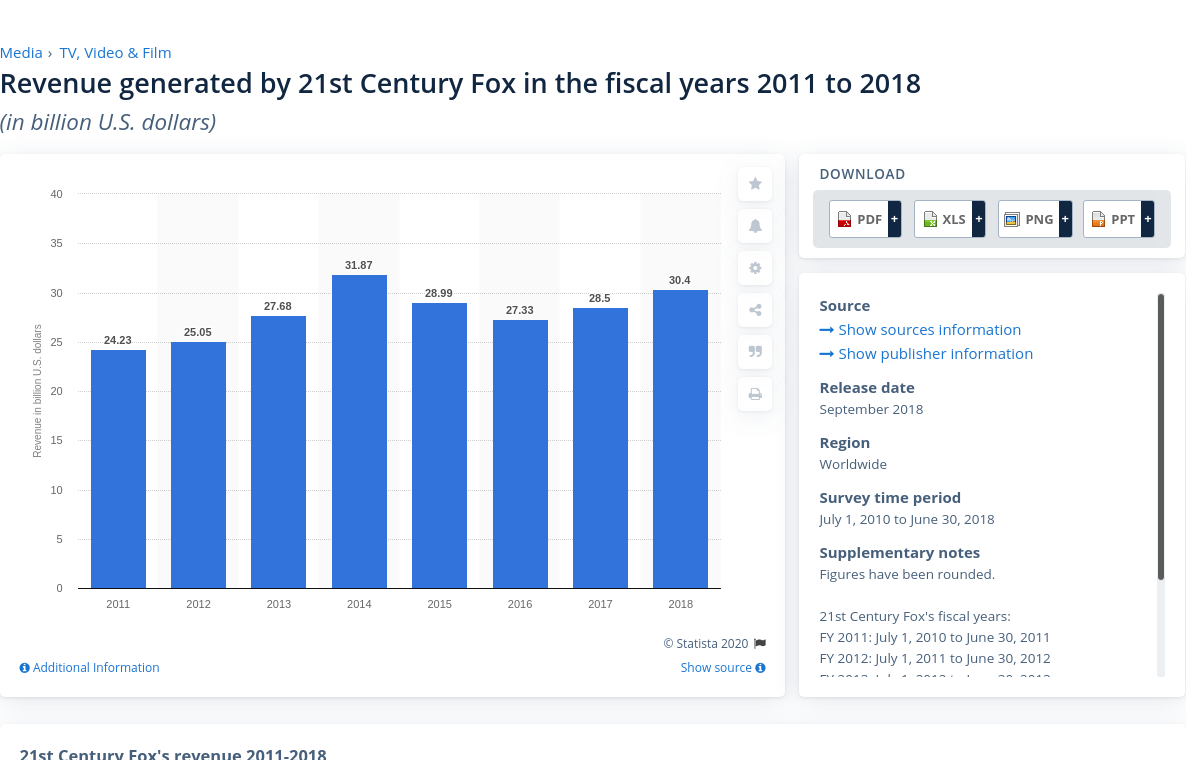 Media › TV, Video & Film
Revenue generated by 21st Century Fox in the fiscal years 2011 to 2018
(in billion U.S. dollars)
40
35
30
25
20
15
10
5
0
Revenue in billion U.S. dollars
24.23
25.05
27.68
31.87
28.99
27.33
28.5
30.4
2011 2012 2013 2014 2015 2016 2017 2018
© Statista 2020
Additional Information
Show source
DOWNLOAD
PDF + XLS + PNG + PPT +
Source
Show sources information
Show publisher information
Release date
September 2018
Region
Worldwide
Survey time period
July 1, 2010 to June 30, 2018
Supplementary notes
Figures have been rounded.
21st Century Fox's fiscal years:
FY 2011: July 1, 2010 to June 30, 2011
FY 2012: July 1, 2011 to June 30, 2012
21st Century Fox's revenue 2011-2018